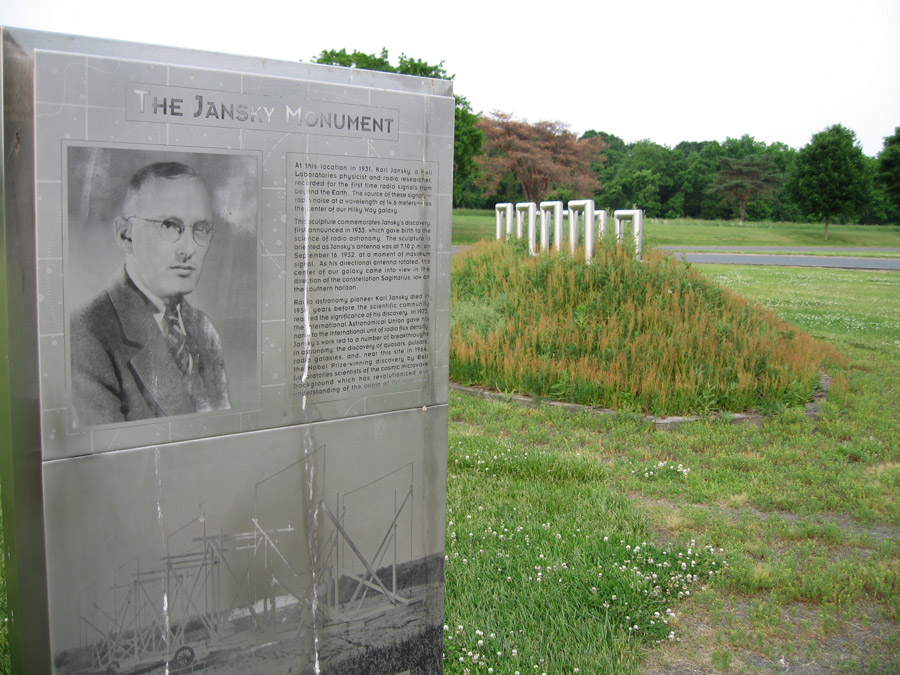 THE JANSKY MONUMENT
At this location in 1931, Karl Jansky, a Bell
Laboratories physicist and radio researcher,
recorded for the first time radio signals from
beyond the Earth. The source of these signals—
radio noise at a wavelength of 14.6 meters—was
the center of our Milky Way galaxy.
This sculpture commemorates Jansky's discovery,
first announced in 1933, which gave birth to the
science of radio astronomy. The sculpture is
oriented as Jansky's antenna was at 7:10 p.m. on
September 16, 1932, at a moment of maximum
signal. As his directional antenna rotated, the
center of our galaxy came into view in the
direction of the constellation Sagittarius, low on
the southern horizon.
Radio astronomy pioneer Karl Jansky died in
1950, years before the scientific community
realized the significance of his discovery. In 1973,
the International Astronomical Union gave his
name to the international unit of radio flux density.
Jansky's work led to a number of breakthroughs
in astronomy: the discovery of quasars, pulsars,
radio galaxies, and, near this site in 1964,
the Nobel Prize-winning discovery by Bell
Laboratories scientists of the cosmic microwave
background which has revolutionized our
understanding of the origin of the